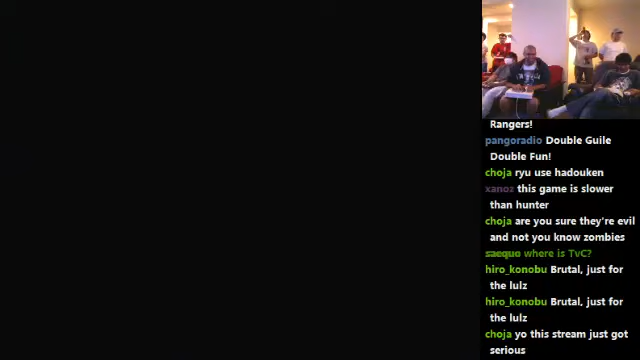 Rangers!
pangoradio Double Guile
Double Fun!
choja ryu use hadouken
xanoz this game is slower
than hunter
choja are you sure they're evil
and not you know zombies
saequo where is TvC?
hiro_konobu Brutal, just for
the lulz
hiro_konobu Brutal, just for
the lulz
choja yo this stream just got
serious